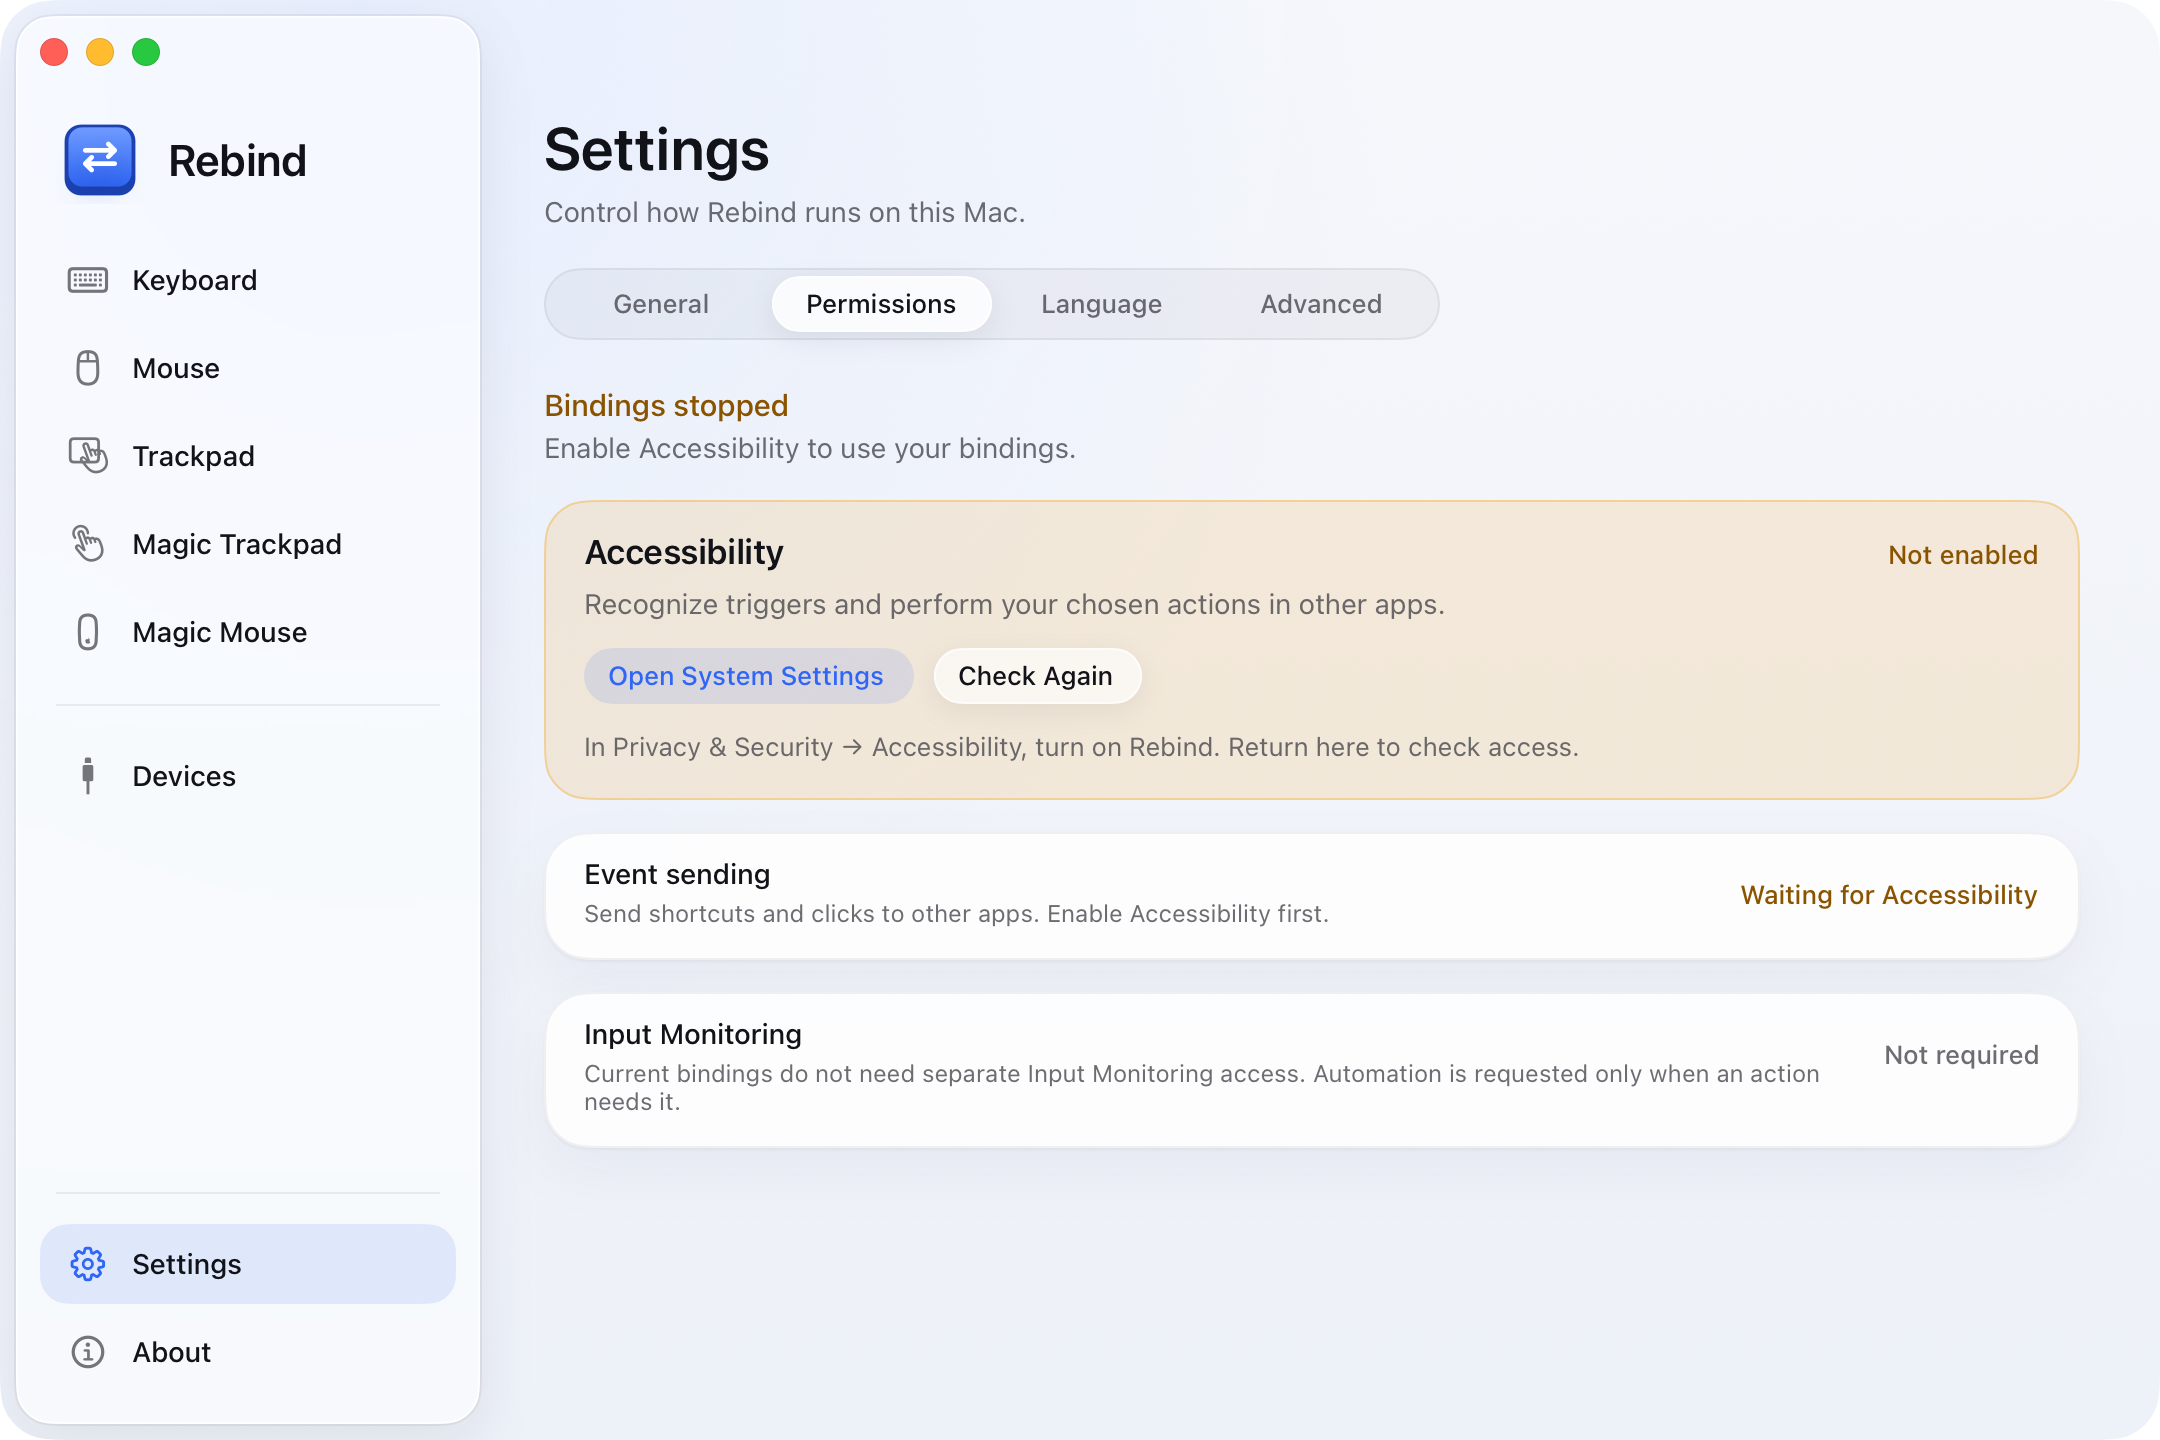 Rebind
Keyboard
Mouse
Trackpad
Magic Trackpad
Magic Mouse
Devices
Settings
About
Settings
Control how Rebind runs on this Mac.
General
Permissions
Language
Advanced
Bindings stopped
Enable Accessibility to use your bindings.
Accessibility
Not enabled
Recognize triggers and perform your chosen actions in other apps.
Open System Settings
Check Again
In Privacy & Security → Accessibility, turn on Rebind. Return here to check access.
Event sending
Send shortcuts and clicks to other apps. Enable Accessibility first.
Waiting for Accessibility
Input Monitoring
Current bindings do not need separate Input Monitoring access. Automation is requested only when an action
needs it.
Not required